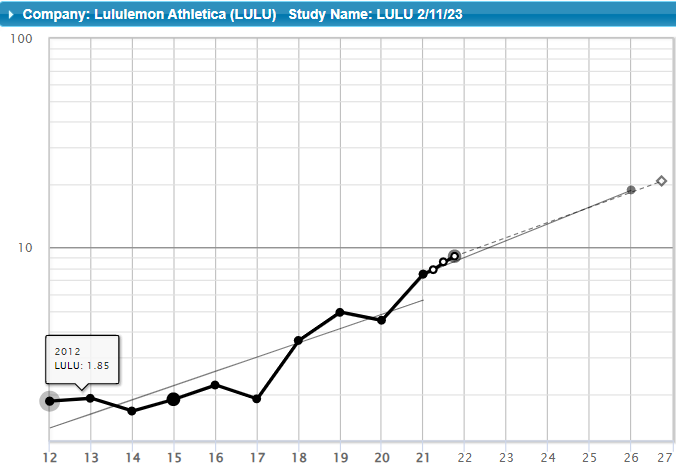 Company: Lululemon Athletica (LULU) Study Name: LULU 2/11/23
100
10
2012
LULU: 1.85
12 13 14 15 16 17 18 19 20 21 22 23 24 25 26 27